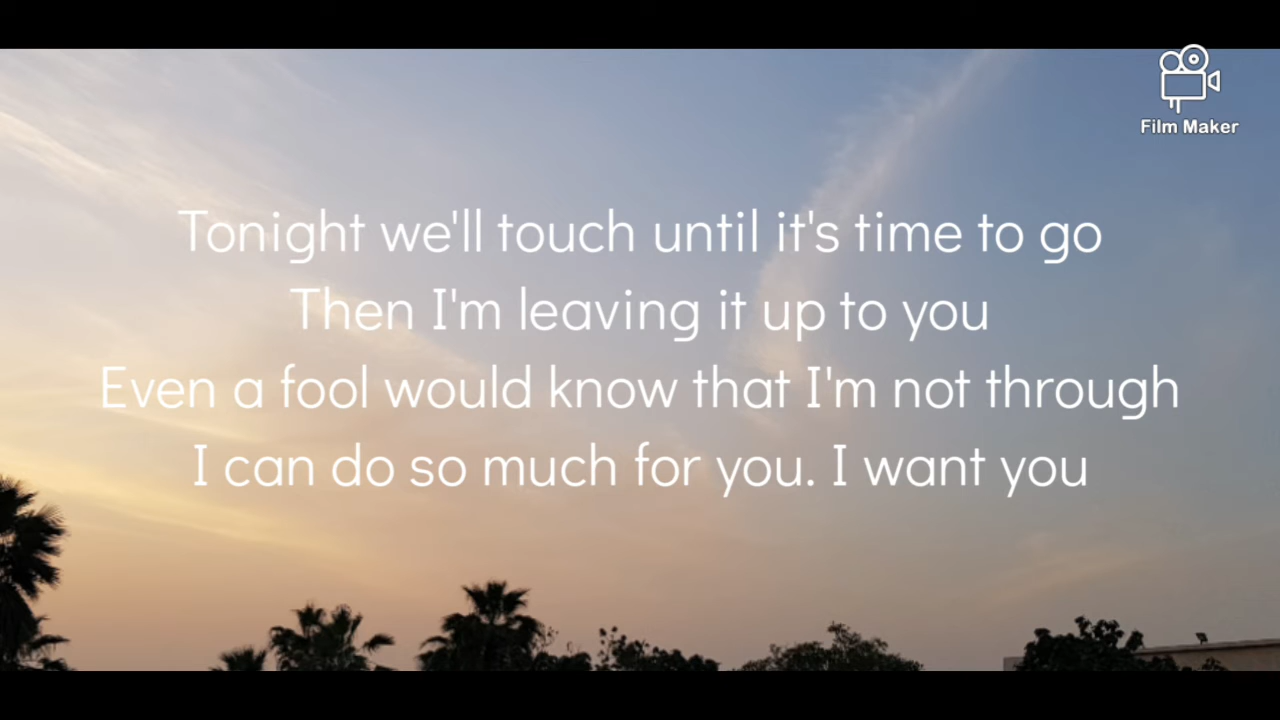 Film Maker
Tonight we'll touch until it's time to go
Then I'm leaving it up to you
Even a fool would know that I'm not through
I can do so much for you. I want you